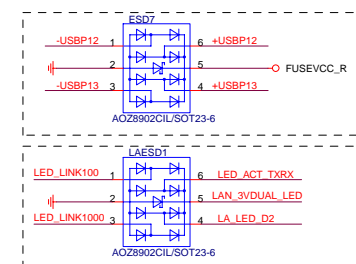 ESD7
-USBP12 1 6 +USBP12
2 5 FUSEVCC_R
-USBP13 3 4 +USBP13
AOZ8902CIL/SOT23-6
LAESD1
LED_LINK100 1 6 LED_ACT_TXRX
2 5 LAN_3VDUAL_LED
LED_LINK1000 3 4 LA_LED_D2
AOZ8902CIL/SOT23-6